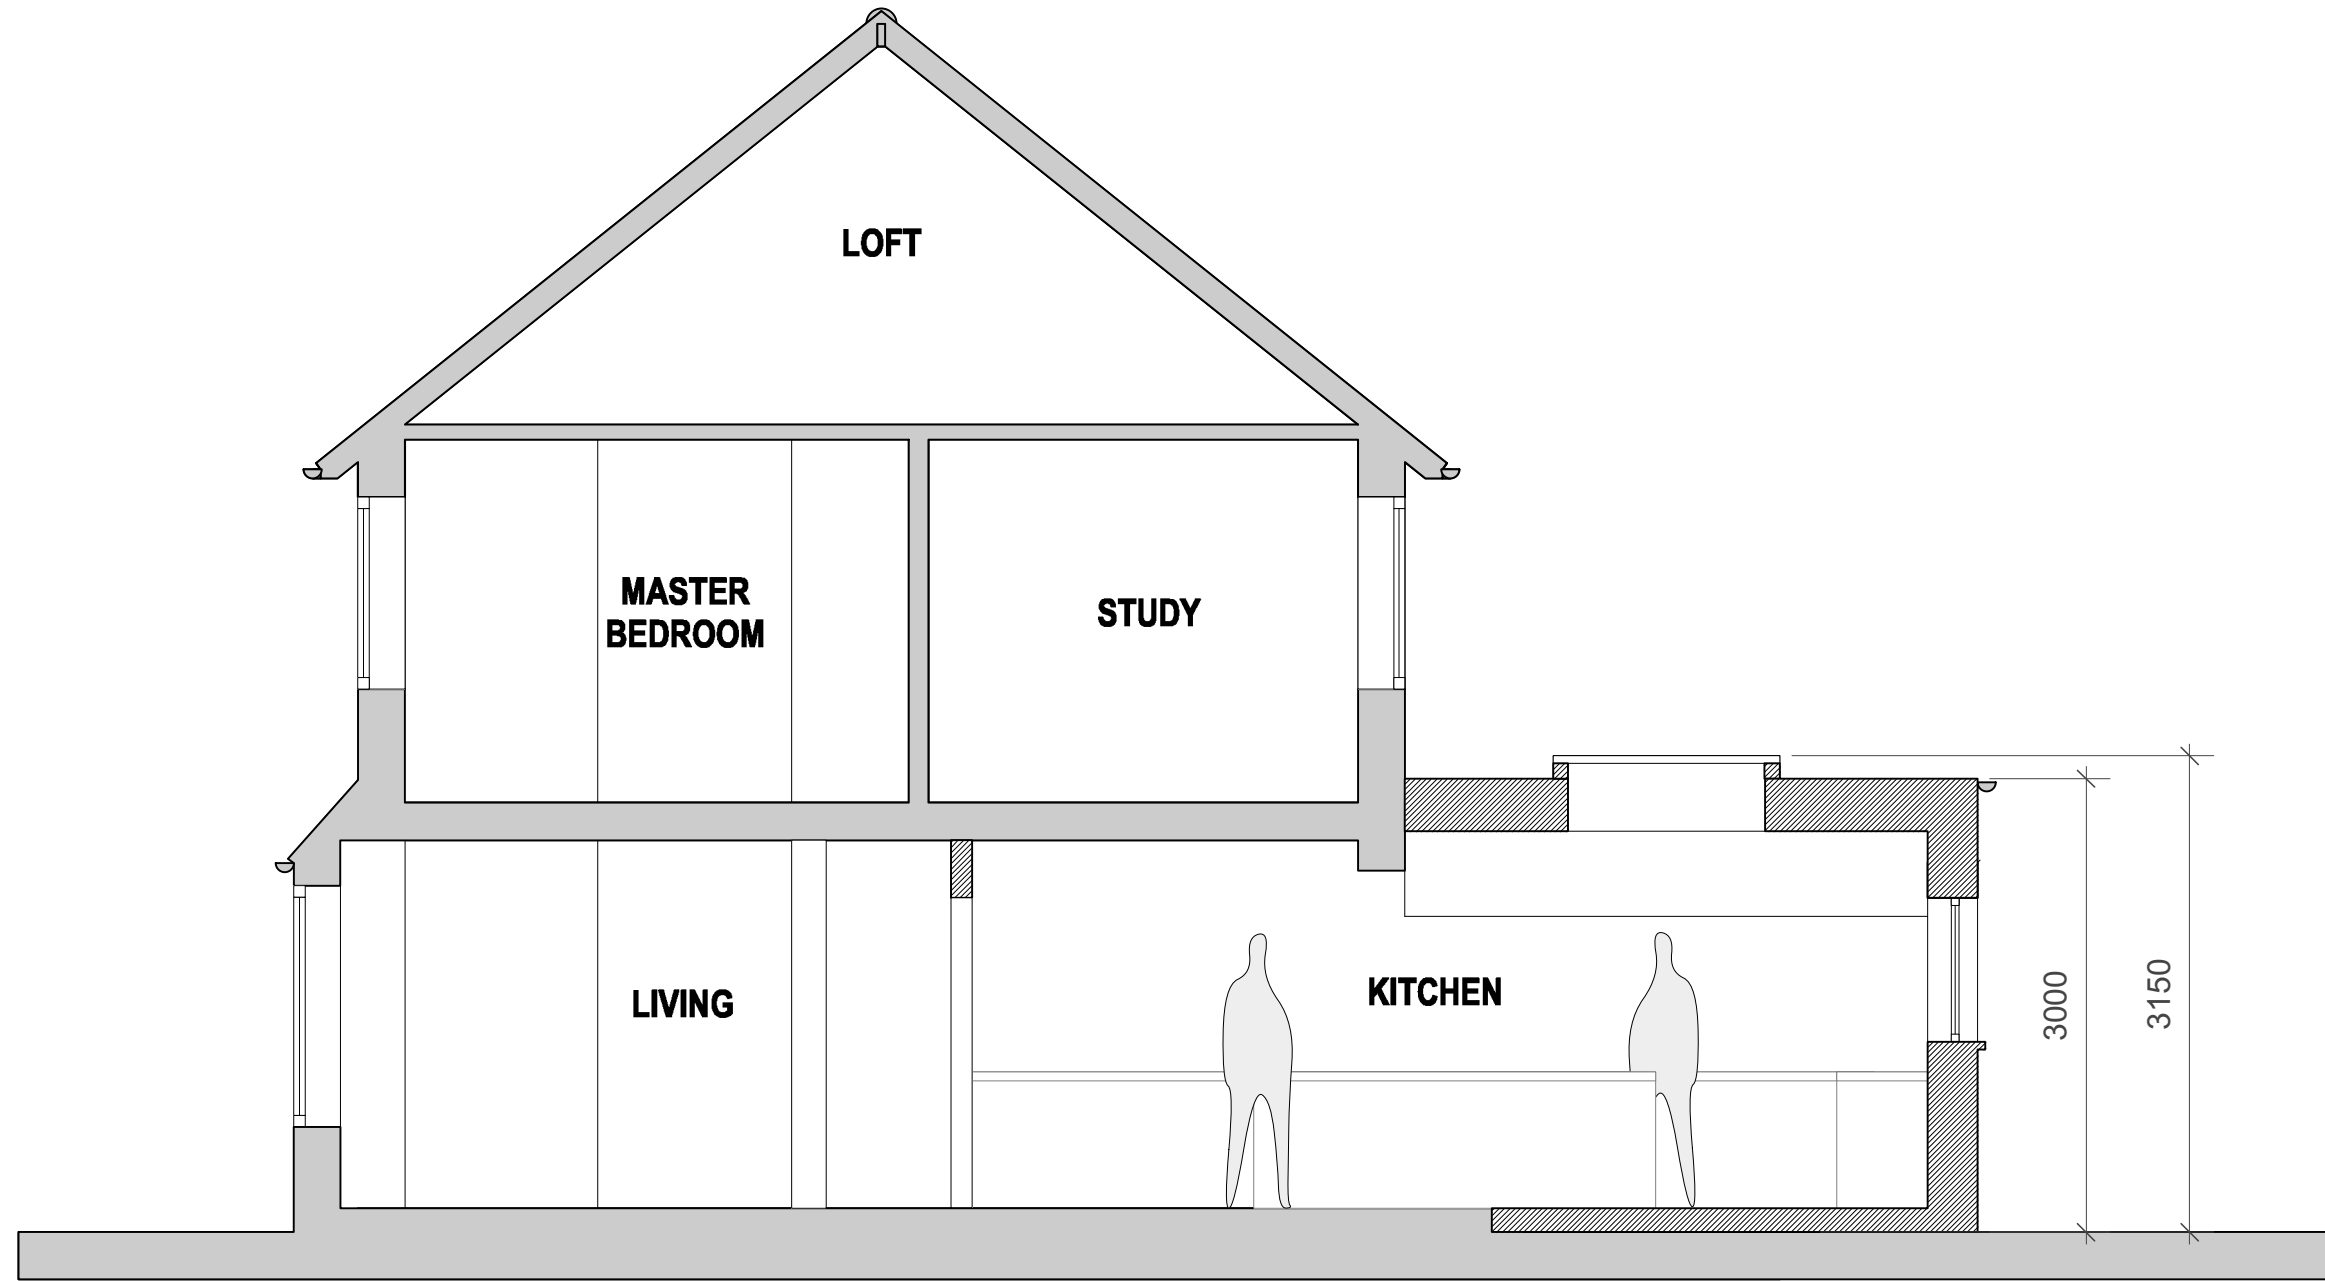 LOFT
MASTER
BEDROOM
STUDY
LIVING
KITCHEN
3000
3150